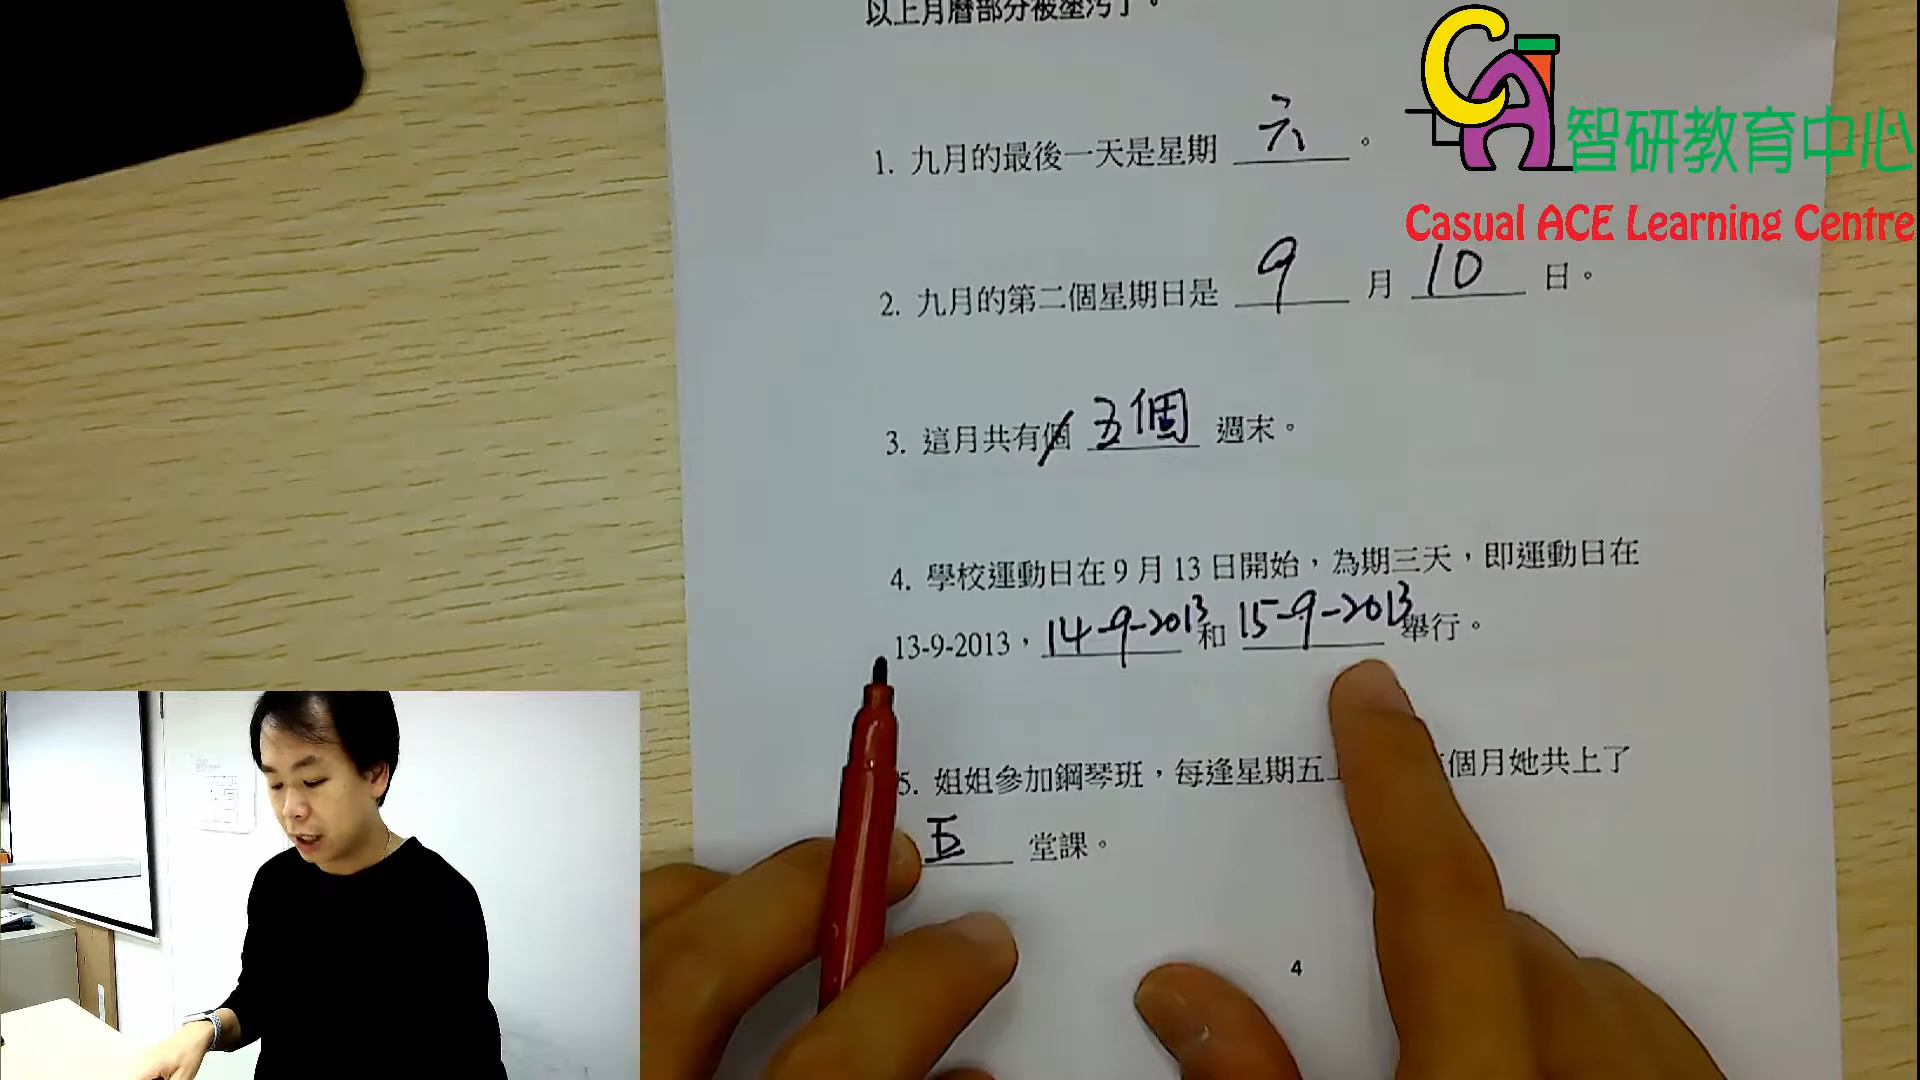 以上月曆部分被塗污了。
1. 九月的最後一天是星期 六 。
2. 九月的第二個星期日是 9 月 10 日。
3. 這月共有個 五個 週末。
4. 學校運動日在 9 月 13 日開始，為期三天，即運動日在
13-9-2013，14-9-2013 和 15-9-2013 舉行。
5. 姐姐參加鋼琴班，每逢星期五 個月她共上了
五 堂課。
4
CA
智研教育中心
Casual ACE Learning Centre